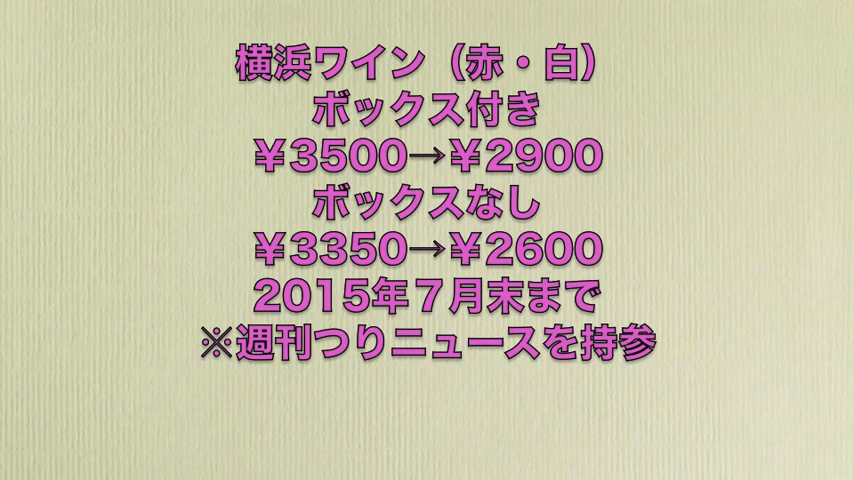 横浜ワイン（赤・白）
ボックス付き
￥3500→￥2900
ボックスなし
￥3350→￥2600
2015年７月末まで
※週刊つりニュースを持参